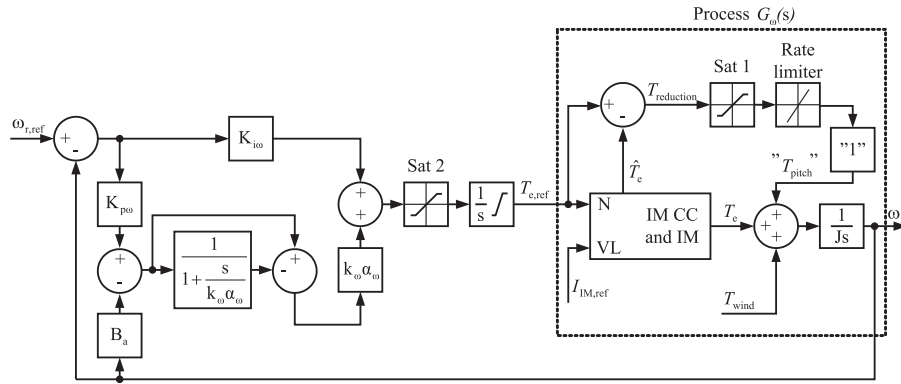 Process G_ω(s)
Rate
limiter
Sat 1
T_reduction
+
-
"1"
"T_pitch"
ω_r,ref
+
-
K_iω
Sat 2
K_pω
T̂_e
+
+
1
s
T_e,ref
N
IM CC
and IM
VL
T_e
+
+
+
1
Js
ω
+
-
1
1+ s
k_ω α_ω
-
k_ω α_ω
I_IM,ref
T_wind
B_a